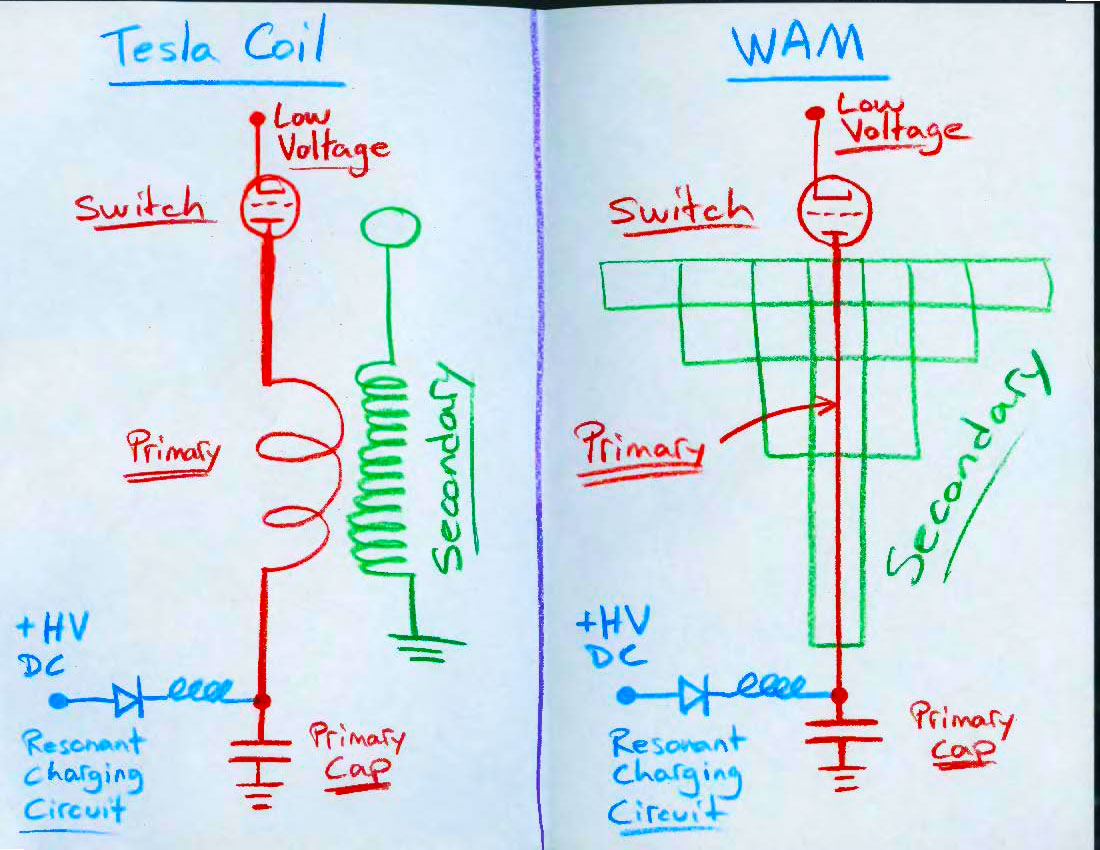 Tesla Coil
Low
Voltage
Switch
Primary
Secondary
+HV
DC
Resonant
Charging
Circuit
Primary
Cap
WAM
Low
Voltage
Switch
Primary
Secondary
+HV
DC
Resonant
Charging
Circuit
Primary
Cap